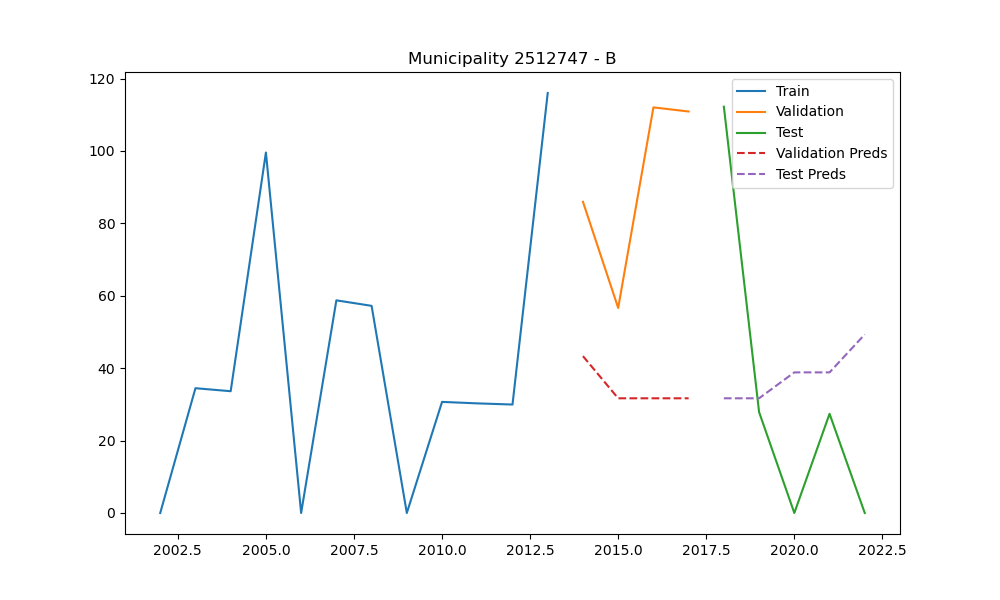 Municipality 2512747 - B
120
100
80
60
40
20
0
2002.5 2005.0 2007.5 2010.0 2012.5 2015.0 2017.5 2020.0 2022.5
Train
Validation
Test
Validation Preds
Test Preds